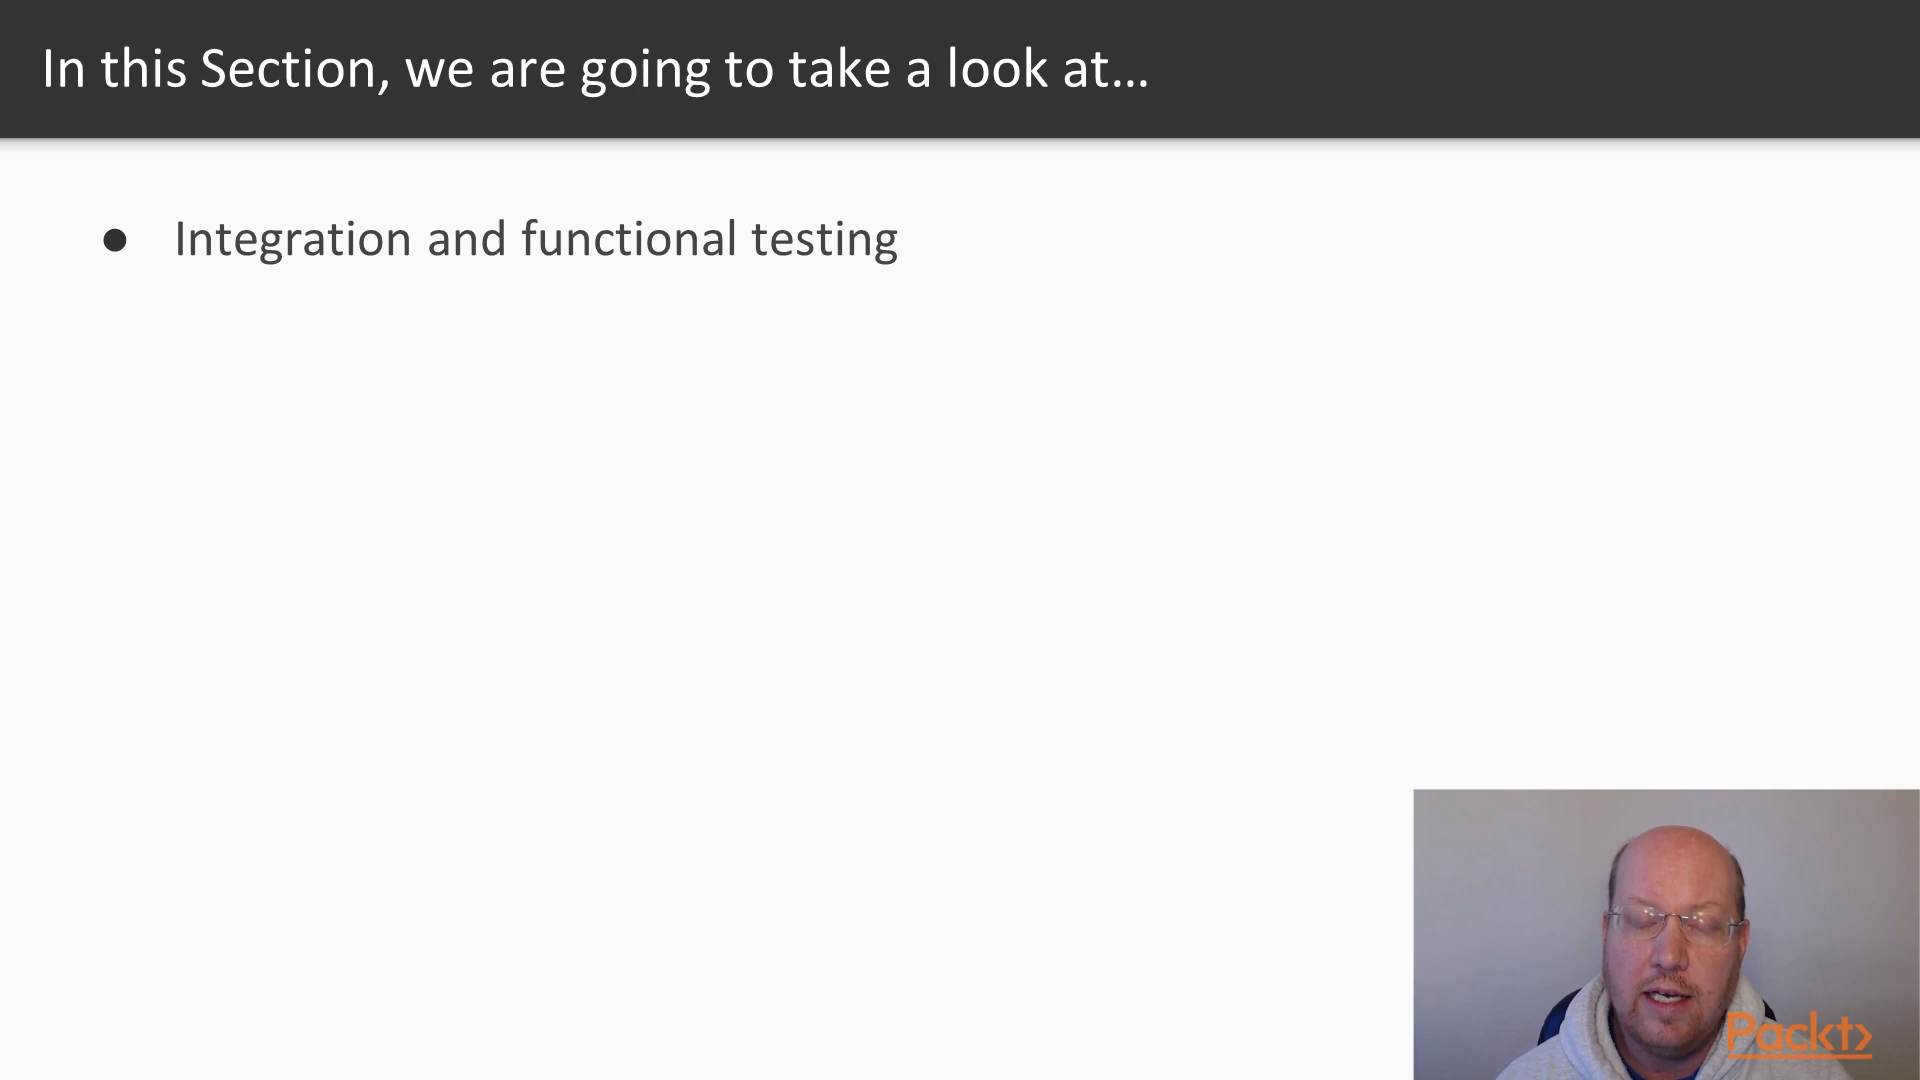 In this Section, we are going to take a look at...
● Integration and functional testing
Packt>